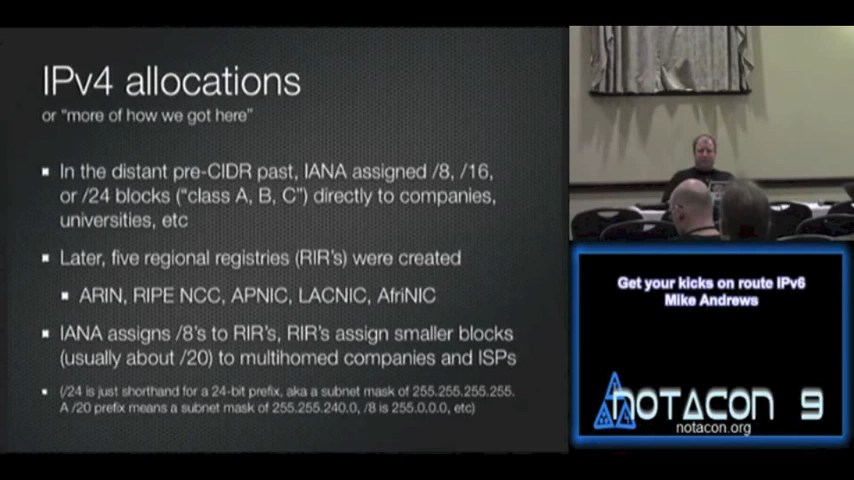 IPv4 allocations
or "more of how we got here"
In the distant pre-CIDR past, IANA assigned /8, /16,
or /24 blocks ("class A, B, C") directly to companies,
universities, etc
Later, five regional registries (RIR's) were created
ARIN, RIPE NCC, APNIC, LACNIC, AfriNIC
IANA assigns /8's to RIR's, RIR's assign smaller blocks
(usually about /20) to multihomed companies and ISPs
(/24 is just shorthand for a 24-bit prefix, aka a subnet mask of 255.255.255.255.
A /20 prefix means a subnet mask of 255.255.240.0, /8 is 255.0.0.0, etc)
Get your kicks on route IPv6
Mike Andrews
NOTACON 9
notacon.org